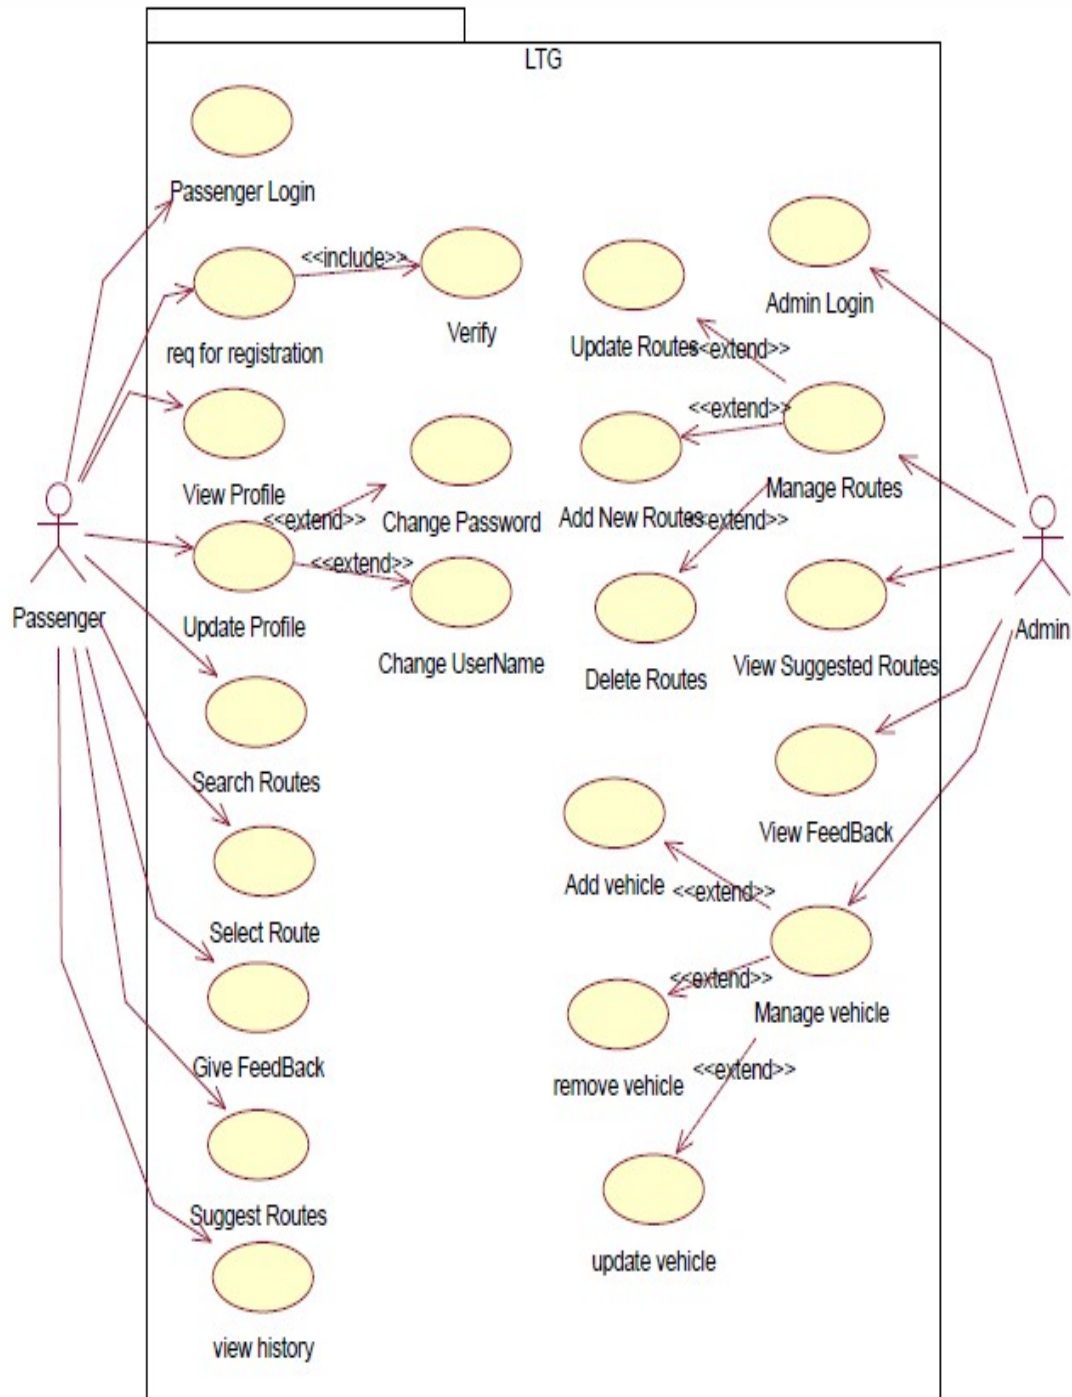 LTG
Passenger Login
<<include>>
Admin Login
Verify
Update Routes
<<extend>>
req for registration
<<extend>>
View Profile
Manage Routes
<<extend>>
Change Password
Add New Routes
<<extend>>
<<extend>>
Passenger
Update Profile
Admin
Change UserName
View Suggested Routes
Delete Routes
Search Routes
View FeedBack
Add vehicle
<<extend>>
Select Route
<<extend>>
Manage vehicle
Give FeedBack
<<extend>>
remove vehicle
Suggest Routes
update vehicle
view history